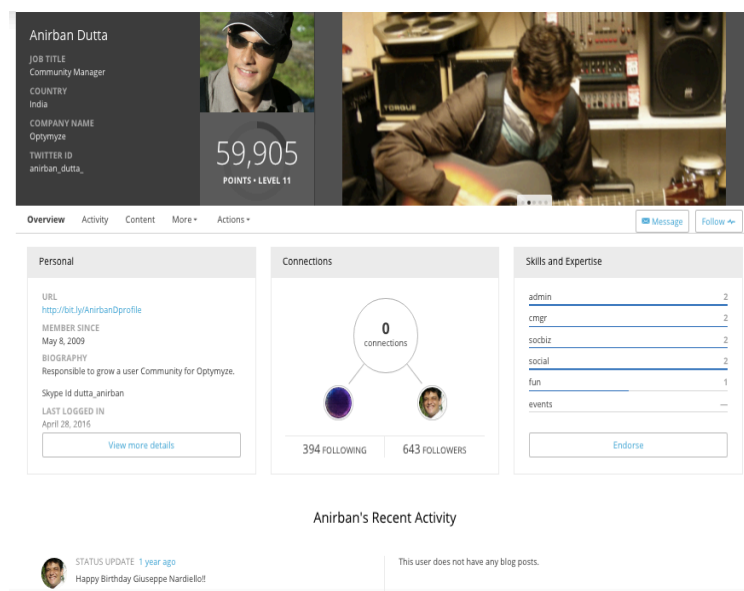 Anirban Dutta
JOB TITLE
Community Manager
COUNTRY
India
COMPANY NAME
Optymyze
TWITTER ID
anirban_dutta_
59,905
POINTS • LEVEL 11
TORQUE
Overview Activity Content More Actions
Message Follow
Personal
URL
http://bit.ly/AnirbanDprofile
MEMBER SINCE
May 8, 2009
BIOGRAPHY
Responsible to grow a user Community for Optymyze.
Skype Id dutta_anirban
LAST LOGGED IN
April 28, 2016
View more details
Connections
0
connections
394 FOLLOWING 643 FOLLOWERS
Skills and Expertise
admin 2
cmgr 2
socbiz 2
social 2
fun 1
events —
Endorse
Anirban's Recent Activity
STATUS UPDATE 1 year ago
Happy Birthday Giuseppe Nardiello!!
This user does not have any blog posts.